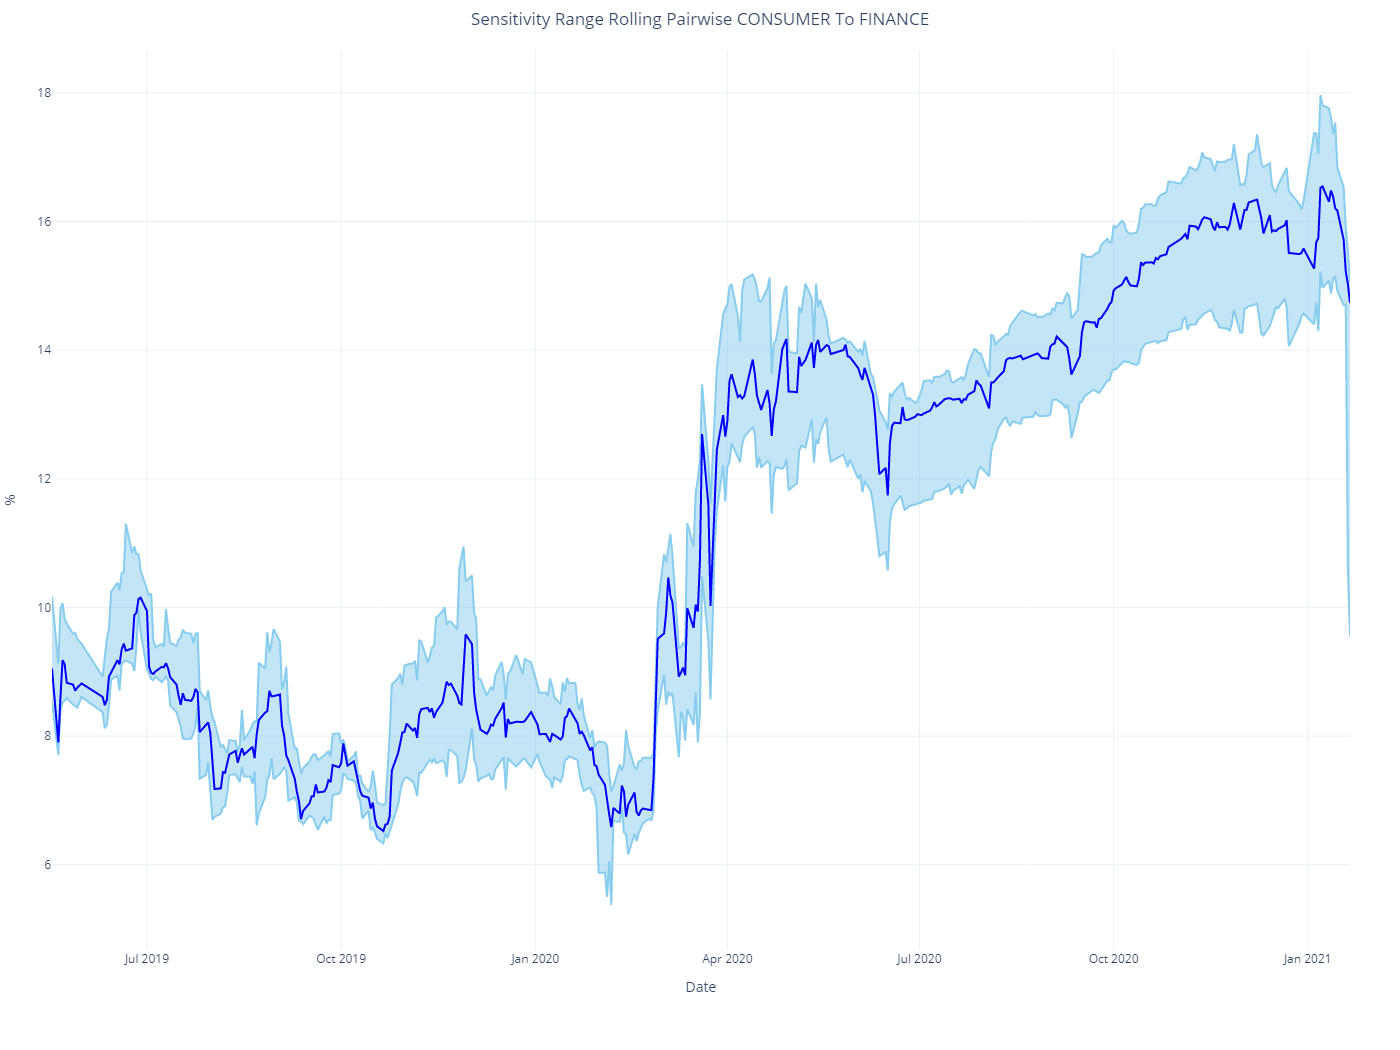 Sensitivity Range Rolling Pairwise CONSUMER To FINANCE
18
16
14
12
10
8
6
%
Jul 2019
Oct 2019
Jan 2020
Apr 2020
Jul 2020
Oct 2020
Jan 2021
Date